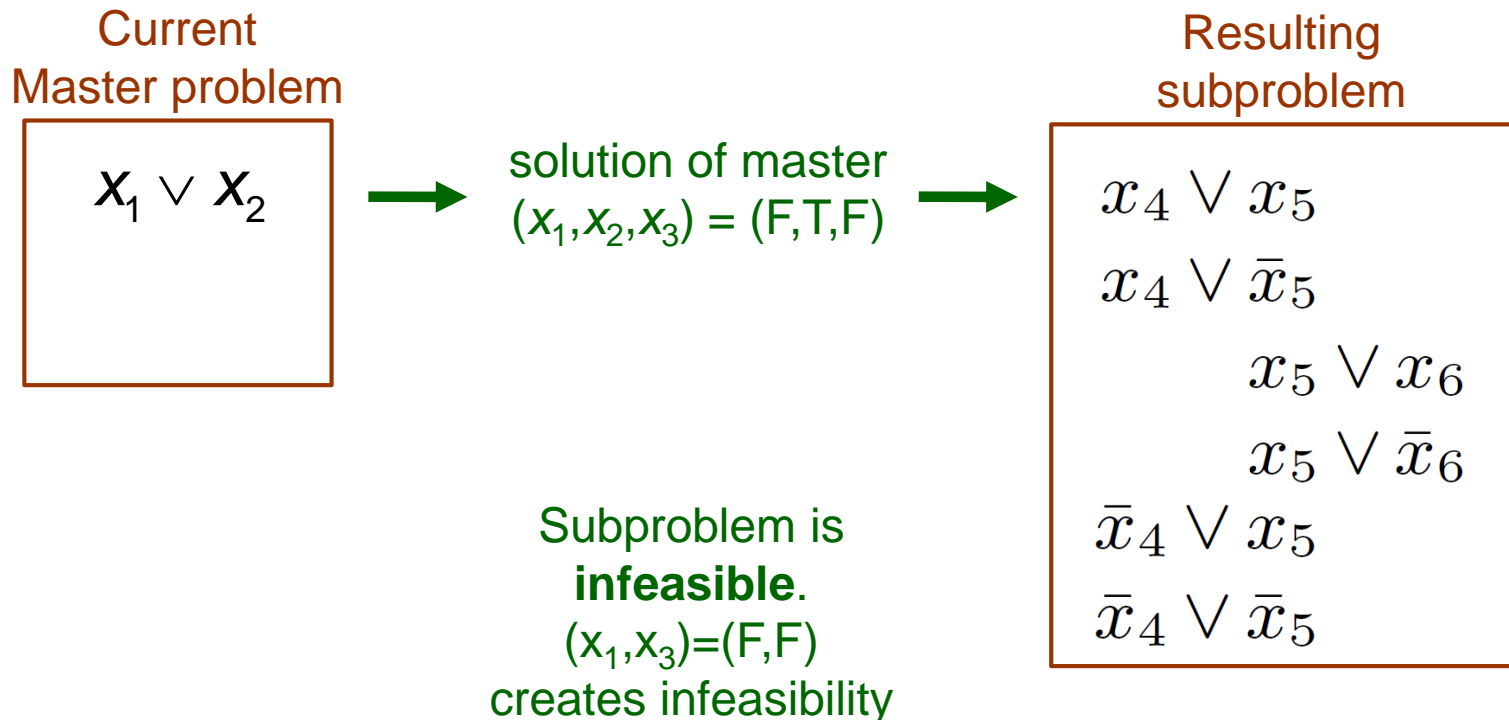 Current
Master problem
x₁ ∨ x₂
solution of master
(x₁,x₂,x₃) = (F,T,F)
Subproblem is
infeasible.
(x₁,x₃)=(F,F)
creates infeasibility
Resulting
subproblem
x₄ ∨ x₅
x₄ ∨ x̄₅
x₅ ∨ x₆
x₅ ∨ x̄₆
x̄₄ ∨ x₅
x̄₄ ∨ x̄₅